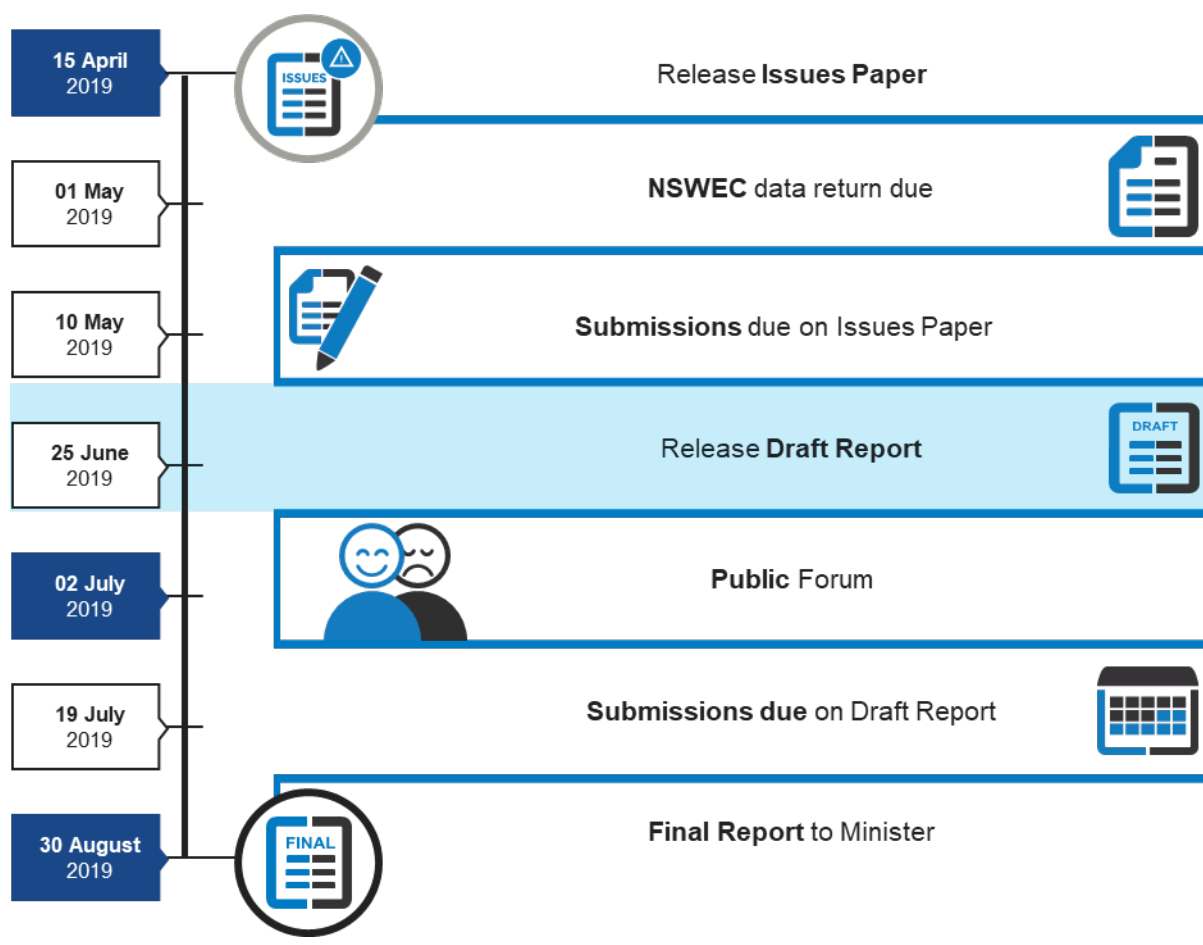 15 April
2019
ISSUES
Release Issues Paper
01 May
2019
NSWEC data return due
10 May
2019
Submissions due on Issues Paper
25 June
2019
Release Draft Report
DRAFT
02 July
2019
Public Forum
19 July
2019
Submissions due on Draft Report
30 August
2019
FINAL
Final Report to Minister